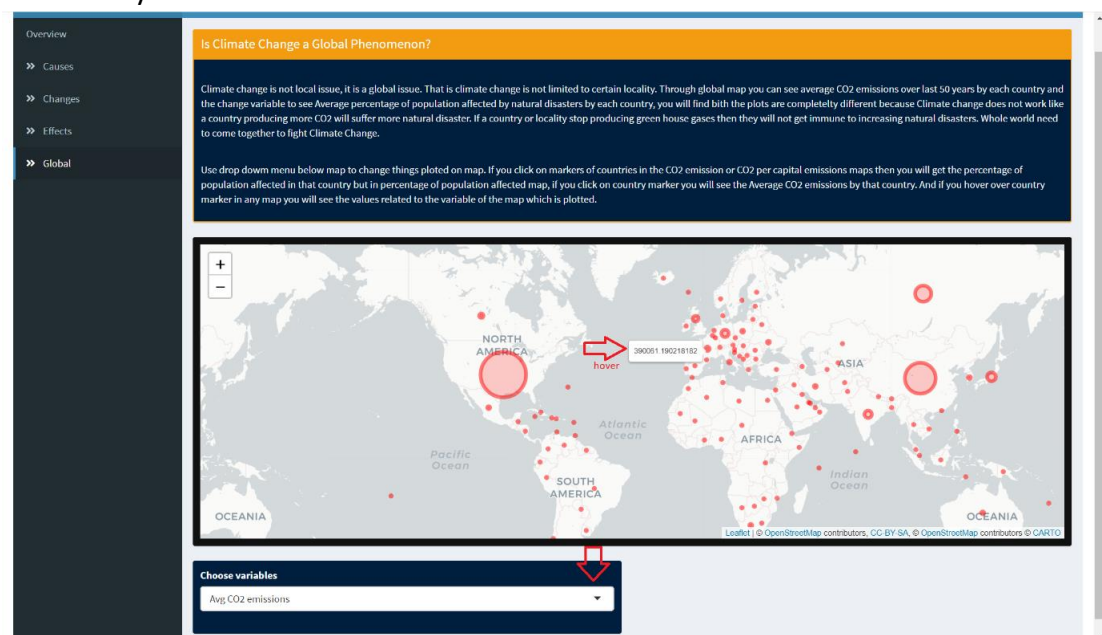 Overview
Is Climate Change a Global Phenomenon?
» Causes
» Changes
» Effects
» Global
Climate change is not local issue, it is a global issue. That is climate change is not limited to certain locality. Through global map you can see average CO2 emissions over last 50 years by each country and
the change variable to see Average percentage of population affected by natural disasters by each country, you will find bith the plots are completelty different because Climate change does not work like
a country producing more CO2 will suffer more natural disaster. If a country or locality stop producing green house gases then they will not get immune to increasing natural disasters. Whole world need
to come together to fight Climate Change.
Use drop dowm menu below map to change things ploted on map. If you click on markers of countries in the CO2 emission or CO2 per capital emissions maps then you will get the percentage of
population affected in that country but in percentage of population affected map, if you click on country marker you will see the Average CO2 emissions by that country. And if you hover over country
marker in any map you will see the values related to the variable of the map which is plotted.
+
−
NORTH
AMERICA
hover
390061.190218182
ASIA
Atlantic
Ocean
AFRICA
Pacific
Ocean
SOUTH
AMERICA
Indian
Ocean
OCEANIA
OCEANIA
Leaflet | © OpenStreetMap contributors, CC-BY-SA, © OpenStreetMap contributors © CARTO
Choose variables
Avg CO2 emissions